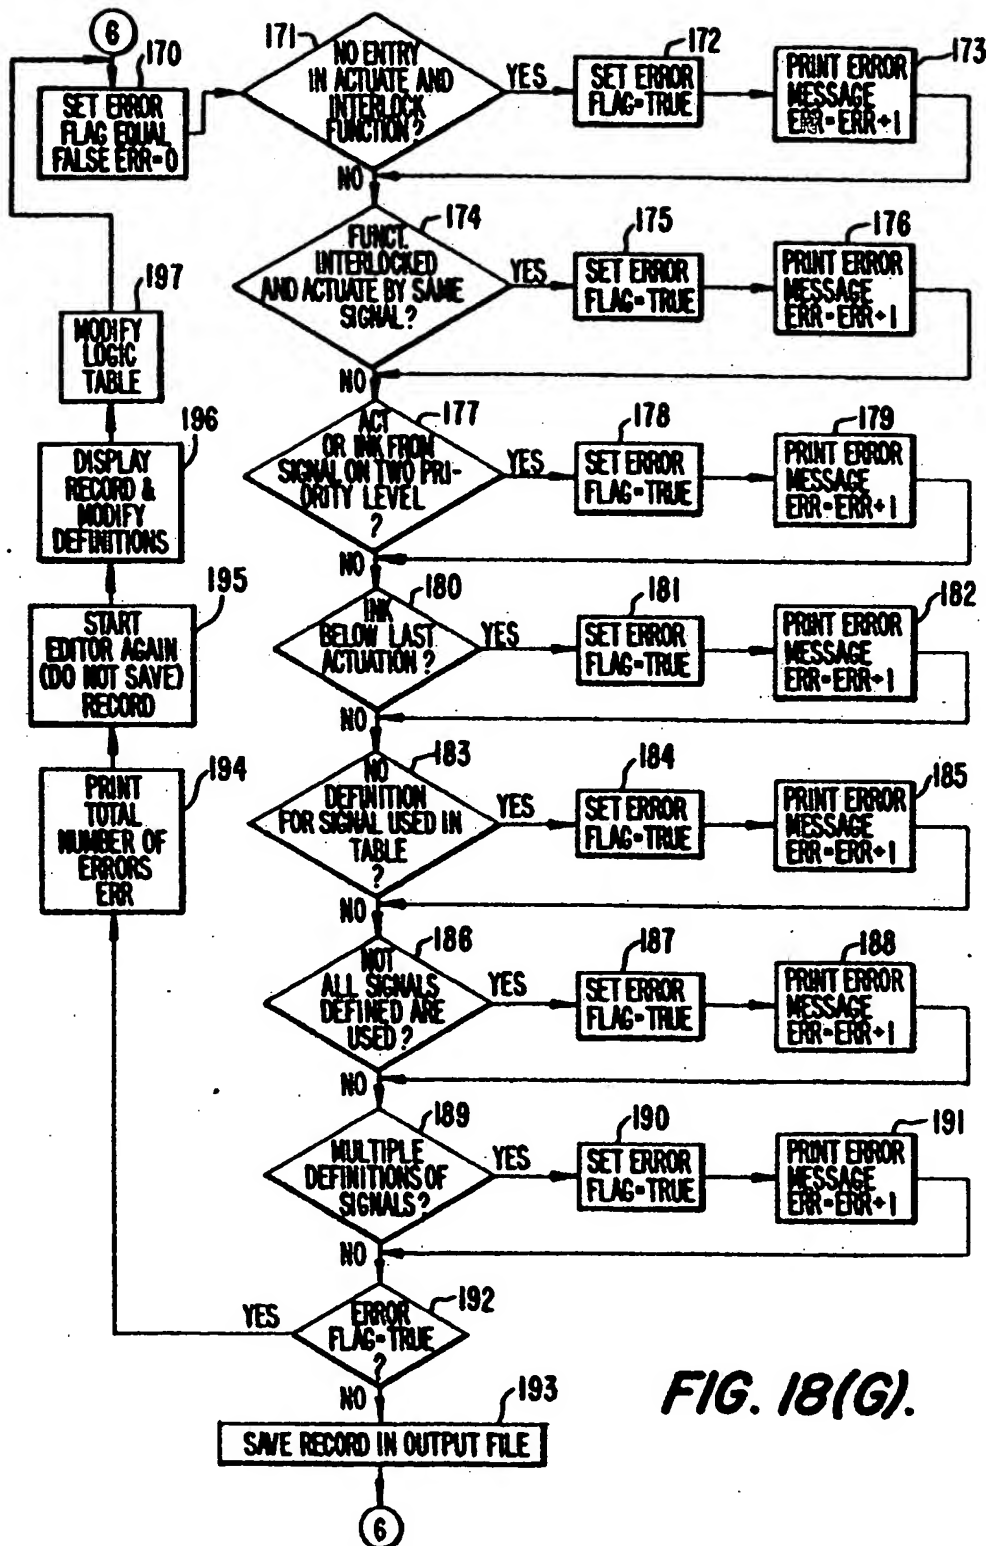 6
170
SET ERROR
FLAG EQUAL
FALSE ERR=0
171
NO ENTRY
IN ACTUATE AND
INTERLOCK
FUNCTION?
YES
172
SET ERROR
FLAG=TRUE
173
PRINT ERROR
MESSAGE
ERR=ERR+1
NO
174
FUNCT.
INTERLOCKED
AND ACTUATE BY SAME
SIGNAL?
YES
175
SET ERROR
FLAG=TRUE
176
PRINT ERROR
MESSAGE
ERR=ERR+1
NO
177
ACT
OR INK FROM
SIGNAL ON TWO PRI-
ORITY LEVEL
?
YES
178
SET ERROR
FLAG=TRUE
179
PRINT ERROR
MESSAGE
ERR=ERR+1
NO
180
INK
BELOW LAST
ACTUATION?
YES
181
SET ERROR
FLAG=TRUE
182
PRINT ERROR
MESSAGE
ERR=ERR+1
NO
183
NO
DEFINITION
FOR SIGNAL USED IN
TABLE
?
YES
184
SET ERROR
FLAG=TRUE
185
PRINT ERROR
MESSAGE
ERR=ERR+1
NO
186
NOT
ALL SIGNALS
DEFINED ARE
USED?
YES
187
SET ERROR
FLAG=TRUE
188
PRINT ERROR
MESSAGE
ERR=ERR+1
NO
189
MULTIPLE
DEFINITIONS OF
SIGNALS?
YES
190
SET ERROR
FLAG=TRUE
191
PRINT ERROR
MESSAGE
ERR=ERR+1
NO
192
ERROR
FLAG=TRUE
?
YES
NO
193
SAVE RECORD IN OUTPUT FILE
6
194
PRINT
TOTAL
NUMBER OF
ERRORS
ERR
195
START
EDITOR AGAIN
(DO NOT SAVE)
RECORD
196
DISPLAY
RECORD &
MODIFY
DEFINITIONS
197
MODIFY
LOGIC
TABLE
FIG. 18(G).